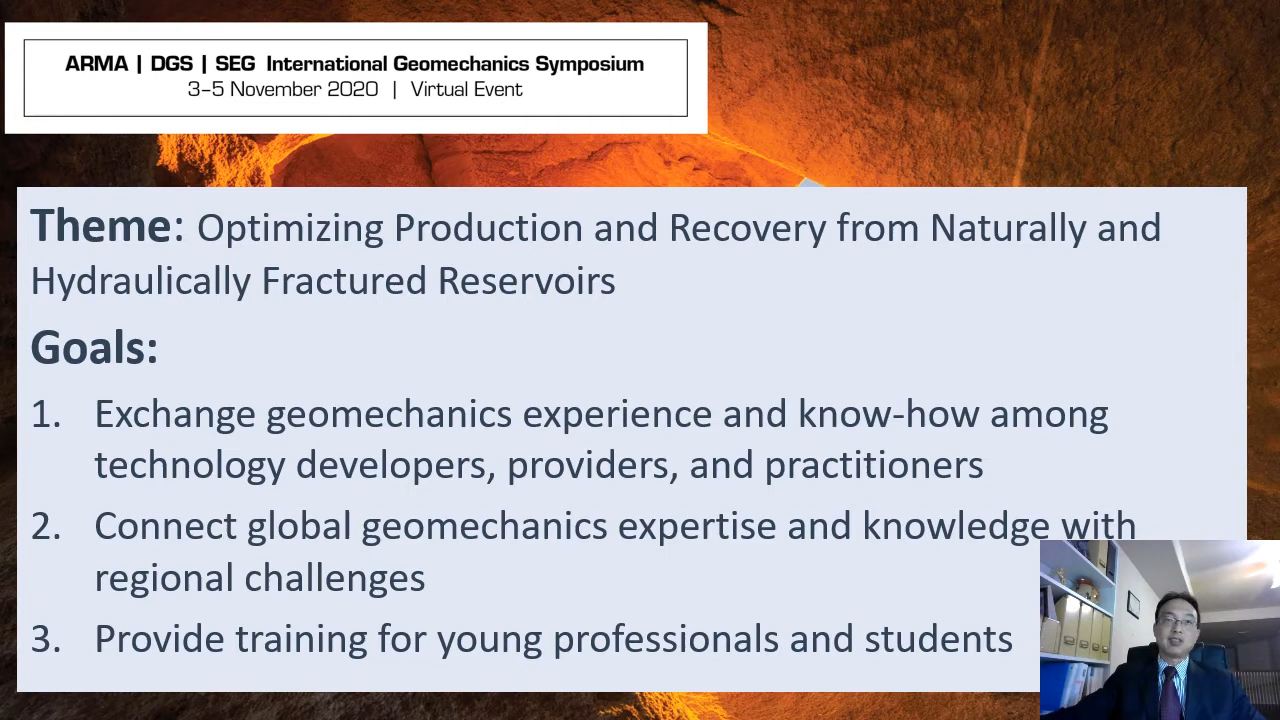 ARMA | DGS | SEG International Geomechanics Symposium
3–5 November 2020 | Virtual Event
Theme: Optimizing Production and Recovery from Naturally and
Hydraulically Fractured Reservoirs
Goals:
1. Exchange geomechanics experience and know-how among
technology developers, providers, and practitioners
2. Connect global geomechanics expertise and knowledge with
regional challenges
3. Provide training for young professionals and students